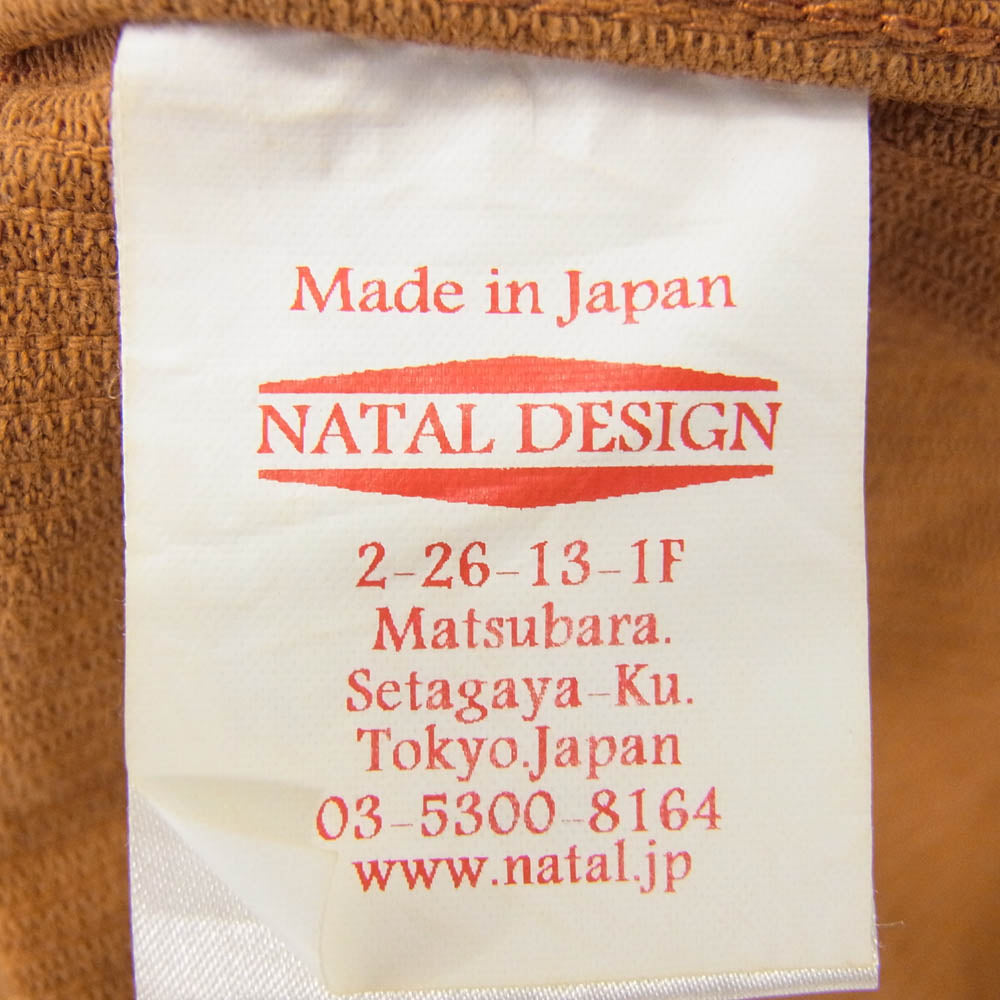 Made in Japan
NATAL DESIGN
2-26-13-1F
Matsubara.
Setagaya-Ku.
Tokyo.Japan
03-5300-8164
www.natal.jp